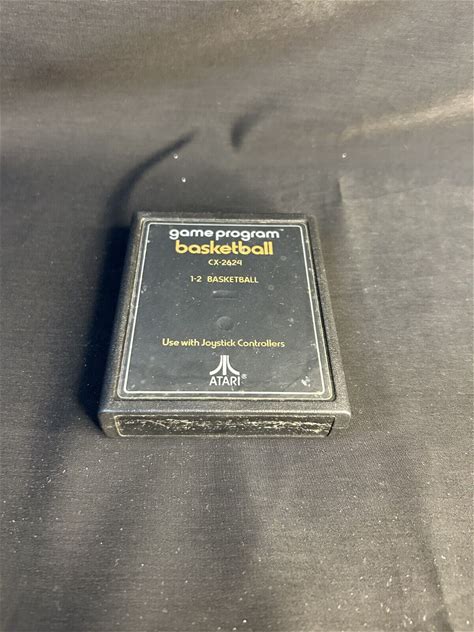 game program™
basketball
CX-2624
1-2 BASKETBALL
Use with Joystick Controllers
ATARI®